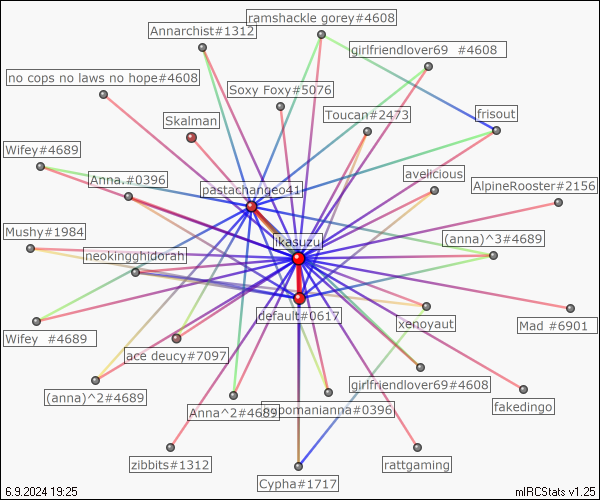 ramshackle gorey#4608
Annarchist#1312
girlfriendlover69 #4608
no cops no laws no hope#4608
Soxy Foxy#5076
Skalman
Toucan#2473
frisout
Wifey#4689
Anna.#0396
pastachangeo41
avelicious
AlpineRooster#2156
Mushy#1984
neokingghidorah
likasuzu
(anna)^3#4689
default#0617
xenoyaut
Mad #6901
Wifey #4689
ace deucy#7097
girlfriendlover69#4608
(anna)^2#4689
Anna^2#4689
fakedingo
zibbits#1312
rattgaming
Cypha#1717
6.9.2024 19:25
mIRCStats v1.25